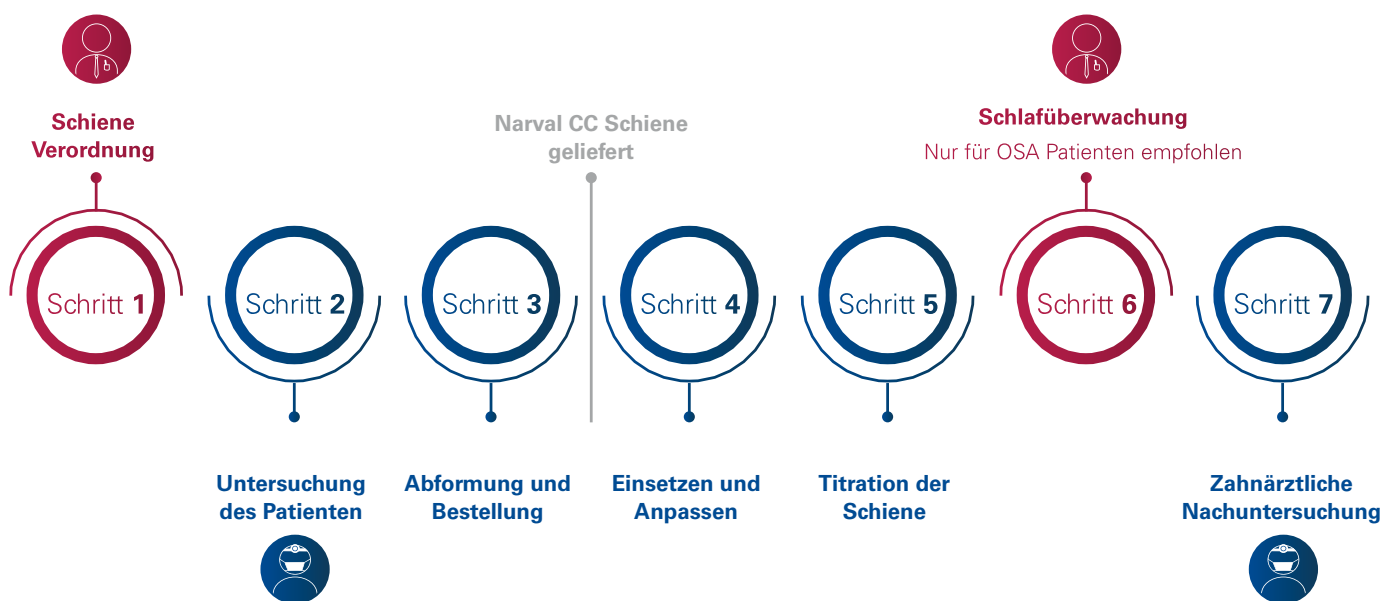 Schiene
Verordnung
Narval CC Schiene
geliefert
Schlafüberwachung
Nur für OSA Patienten empfohlen
Schritt 1
Schritt 2
Schritt 3
Schritt 4
Schritt 5
Schritt 6
Schritt 7
Untersuchung
des Patienten
Abformung und
Bestellung
Einsetzen und
Anpassen
Titration der
Schiene
Zahnärztliche
Nachuntersuchung